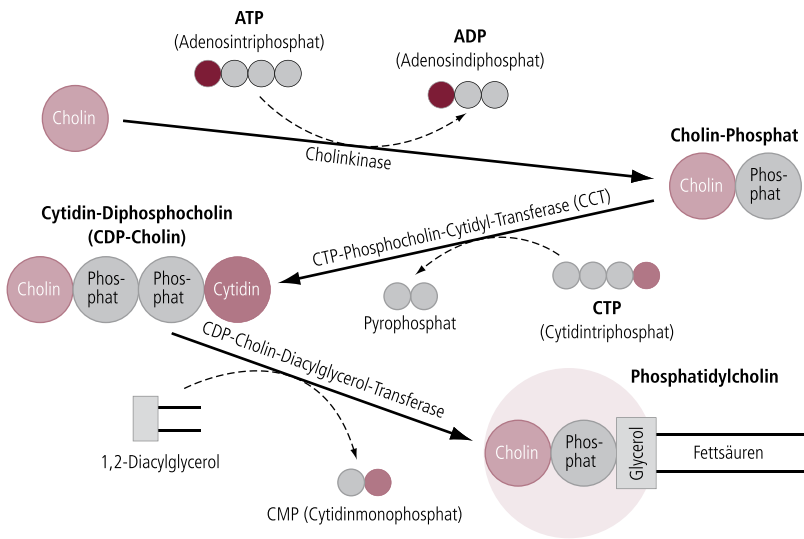 ATP
(Adenosintriphosphat)
ADP
(Adenosindiphosphat)
Cholin
Cholinkinase
Cholin-Phosphat
Cholin
Phos-
phat
CTP-Phosphocholin-Cytidyl-Transferase (CCT)
Cytidin-Diphosphocholin
(CDP-Cholin)
Cholin
Phos-
phat
Phos-
phat
Cytidin
Pyrophosphat
CTP
(Cytidintriphosphat)
CDP-Cholin-Diacylglycerol-Transferase
1,2-Diacylglycerol
CMP (Cytidinmonophosphat)
Phosphatidylcholin
Cholin
Phos-
phat
Glycerol
Fettsäuren